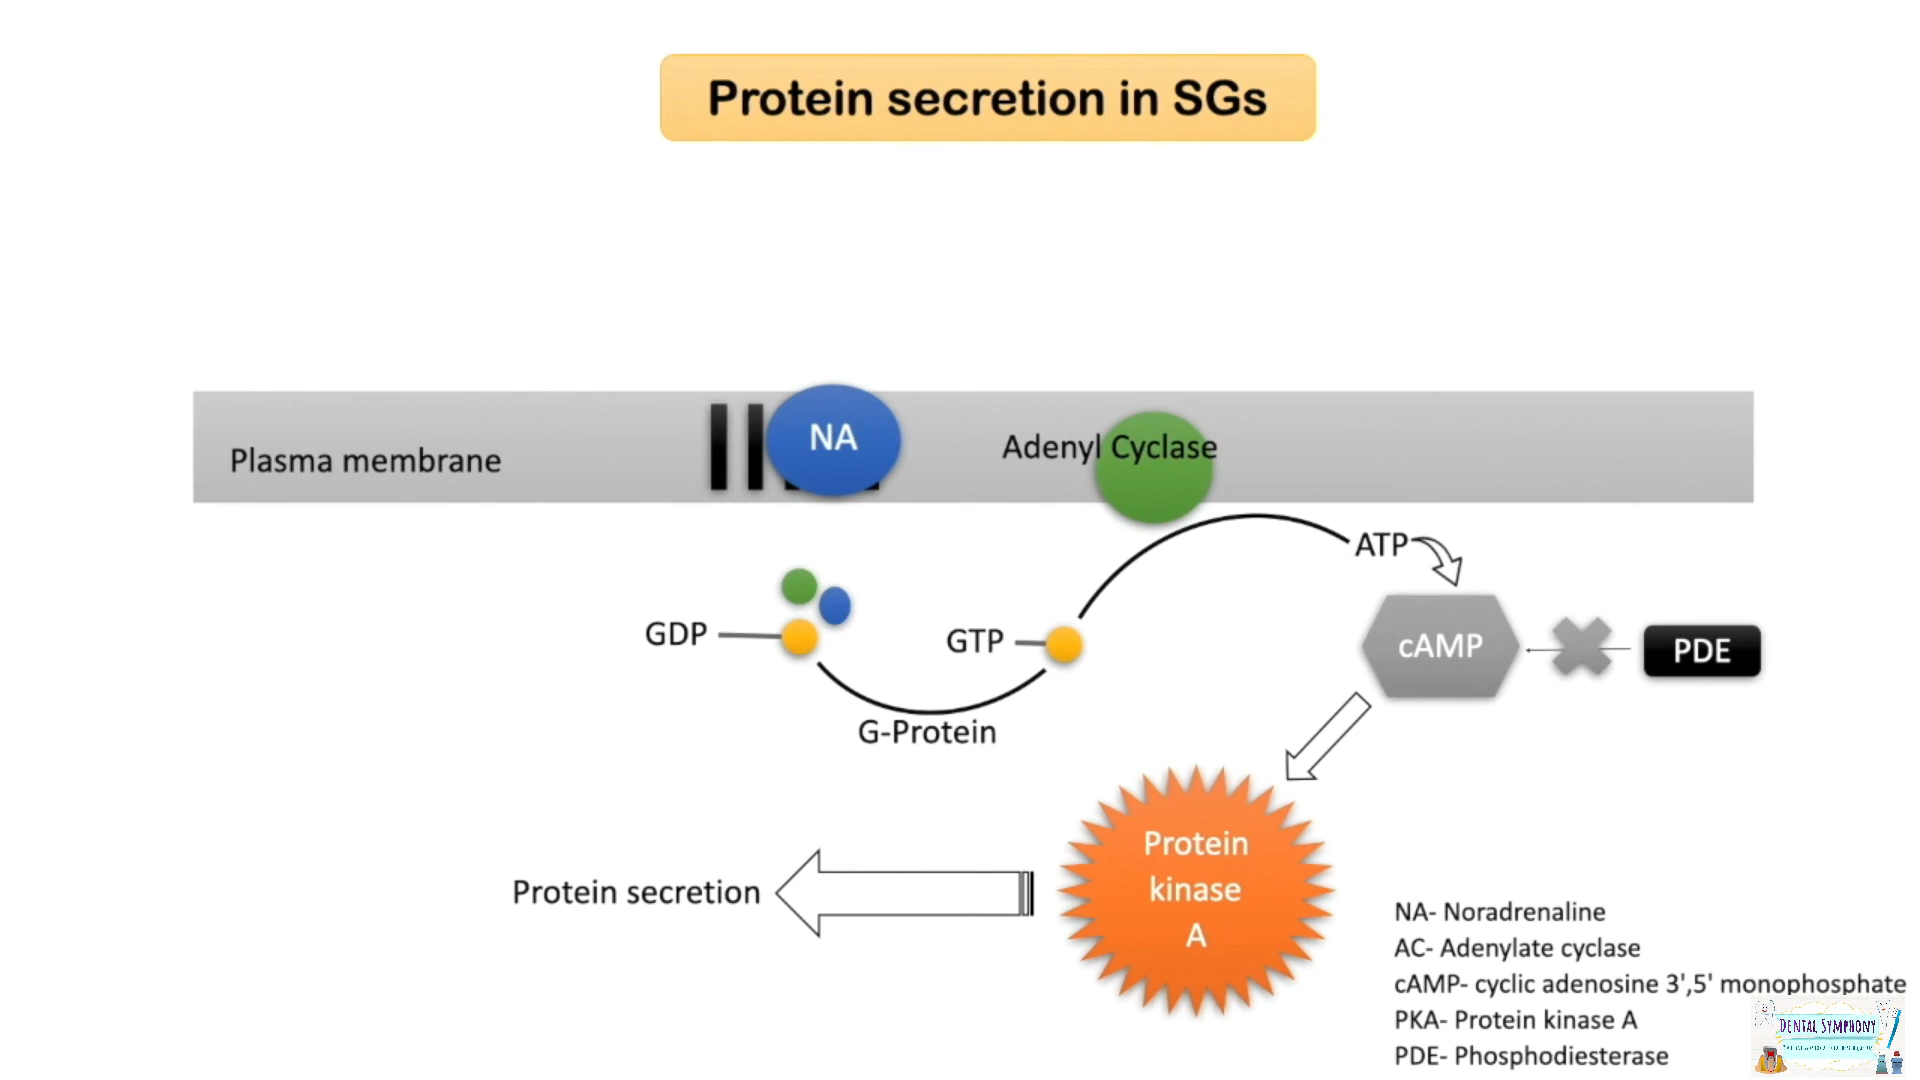 Protein secretion in SGs
Plasma membrane
NA
Adenyl Cyclase
ATP
GDP
GTP
cAMP
PDE
G-Protein
Protein
kinase
A
Protein secretion
NA- Noradrenaline
AC- Adenylate cyclase
cAMP- cyclic adenosine 3',5' monophosphate
PKA- Protein kinase A
PDE- Phosphodiesterase
DENTAL SYMPHONY